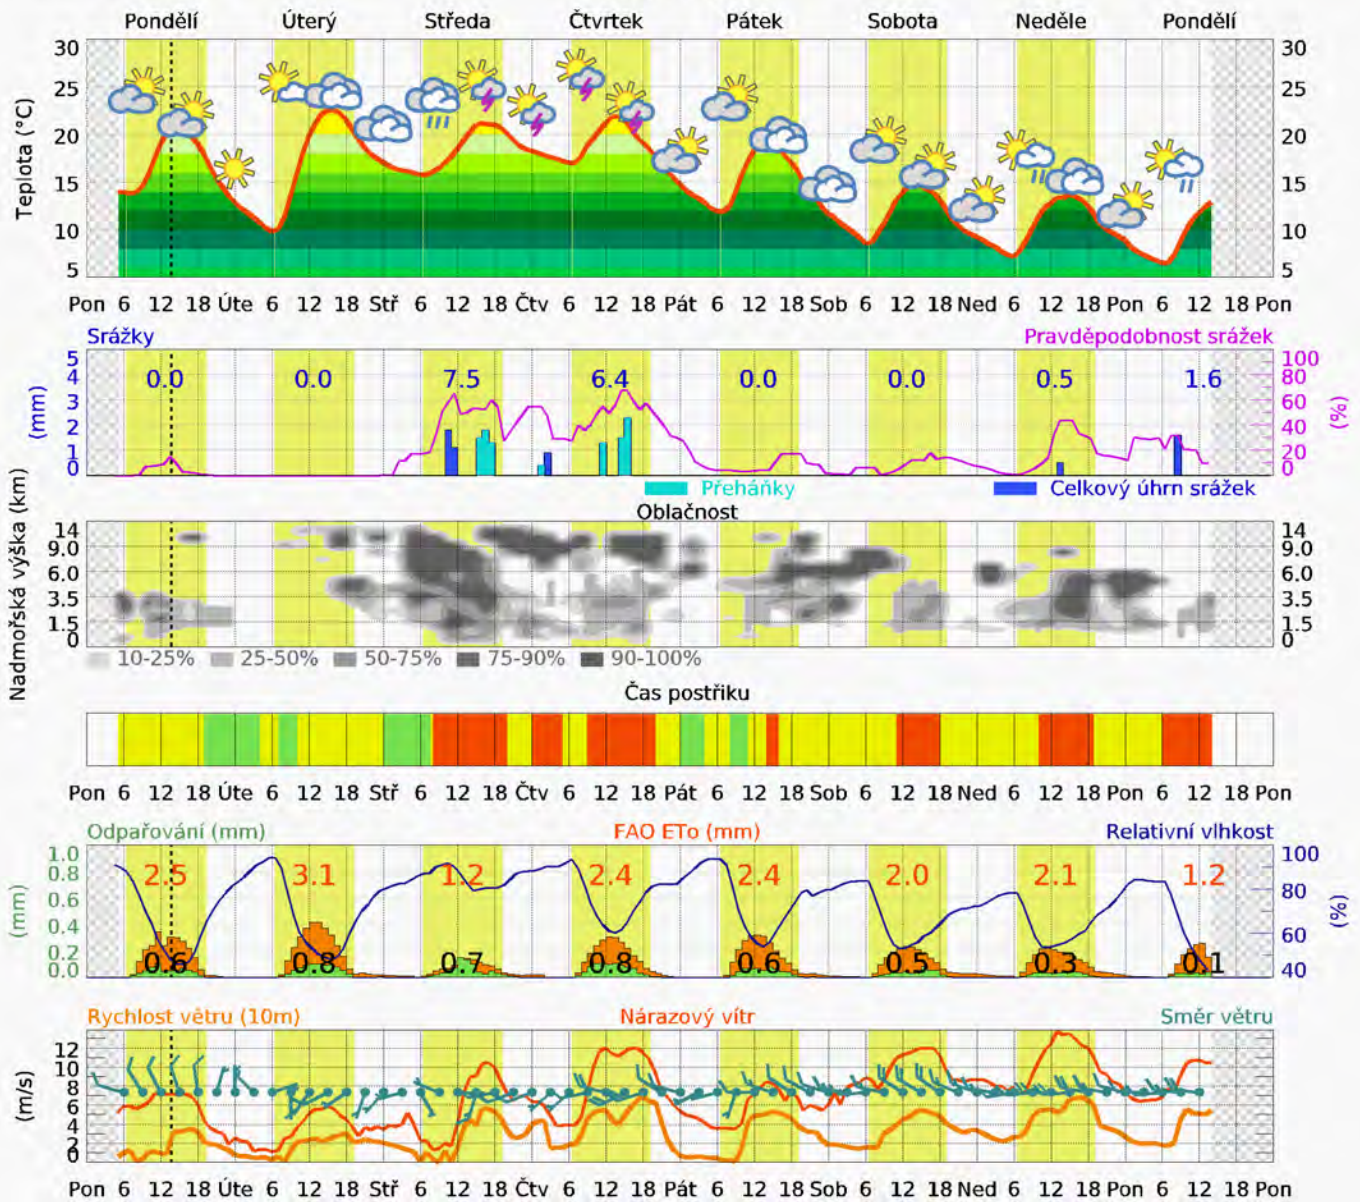 Pondělí Úterý Středa Čtvrtek Pátek Sobota Neděle Pondělí
Teplota (°C)
30 30
25 25
20 20
15 15
10 10
5 5
Pon 6 12 18 Úte 6 12 18 Stř 6 12 18 Čtv 6 12 18 Pát 6 12 18 Sob 6 12 18 Ned 6 12 18 Pon 6 12 18 Pon
Srážky Pravděpodobnost srážek
(mm) (%)
5 100
4 80
3 60
2 40
1 20
0 0
0.0 0.0 7.5 6.4 0.0 0.0 0.5 1.6
Přeháňky Celkový úhrn srážek
Oblačnost
Nadmořská výška (km)
14 14
9.0 9.0
6.0 6.0
3.5 3.5
1.5 1.5
0 0
10-25% 25-50% 50-75% 75-90% 90-100%
Čas postřiku
Pon 6 12 18 Úte 6 12 18 Stř 6 12 18 Čtv 6 12 18 Pát 6 12 18 Sob 6 12 18 Ned 6 12 18 Pon 6 12 18 Pon
Odpařování (mm) FAO ETo (mm) Relativní vlhkost
(mm) (%)
1.0 100
0.8 80
0.6
0.4 60
0.2
0.0 40
2.5 3.1 1.2 2.4 2.4 2.0 2.1 1.2
0.6 0.8 0.7 0.8 0.6 0.5 0.3 0.1
Rychlost větru (10m) Nárazový vítr Směr větru
(m/s)
12
10
8
6
4
2
0
Pon 6 12 18 Úte 6 12 18 Stř 6 12 18 Čtv 6 12 18 Pát 6 12 18 Sob 6 12 18 Ned 6 12 18 Pon 6 12 18 Pon